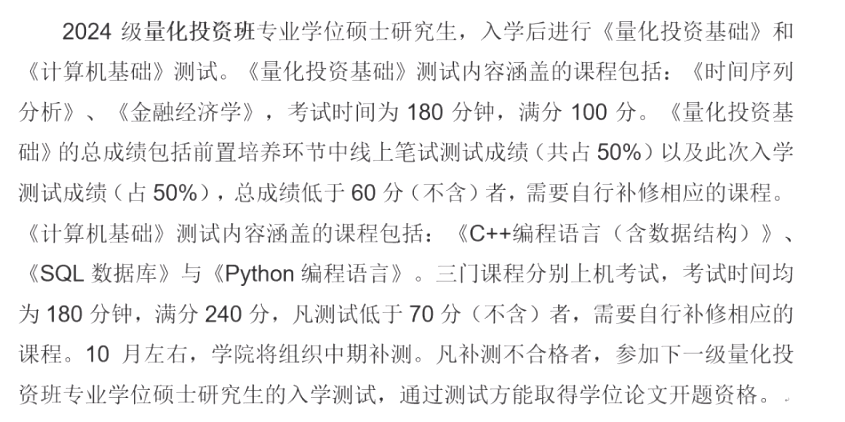 2024 级量化投资班专业学位硕士研究生，入学后进行《量化投资基础》和
《计算机基础》测试。《量化投资基础》测试内容涵盖的课程包括：《时间序列
分析》、《金融经济学》，考试时间为 180 分钟，满分 100 分。《量化投资基
础》的总成绩包括前置培养环节中线上笔试测试成绩（共占 50%）以及此次入学
测试成绩（占 50%），总成绩低于 60 分（不含）者，需要自行补修相应的课程。
《计算机基础》测试内容涵盖的课程包括：《C++编程语言（含数据结构）》、
《SQL 数据库》与《Python 编程语言》。三门课程分别上机考试，考试时间均
为 180 分钟，满分 240 分，凡测试低于 70 分（不含）者，需要自行补修相应的
课程。10 月左右，学院将组织中期补测。凡补测不合格者，参加下一级量化投
资班专业学位硕士研究生的入学测试，通过测试方能取得学位论文开题资格。